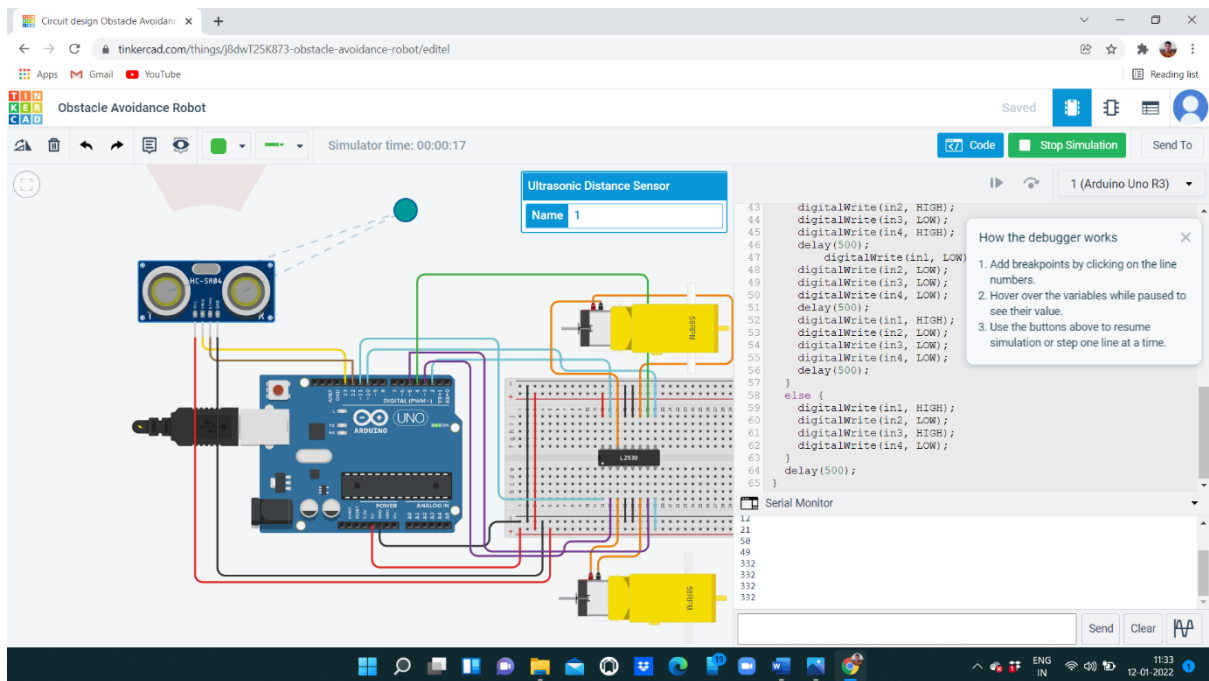 Circuit design Obstacle Avoidanc
tinkercad.com/things/j8dwT25K873-obstacle-avoidance-robot/editel
Apps Gmail YouTube Reading list
TIN
KER
CAD
Obstacle Avoidance Robot Saved
Simulator time: 00:00:17 Code Stop Simulation Send To
Ultrasonic Distance Sensor
Name 1
1 (Arduino Uno R3)
43 digitalWrite(in2, HIGH);
44 digitalWrite(in3, LOW);
45 digitalWrite(in4, HIGH);
46 delay(500);
47 digitalWrite(in1, LOW)
48 digitalWrite(in2, LOW);
49 digitalWrite(in3, LOW);
50 digitalWrite(in4, LOW);
51 delay(500);
52 digitalWrite(in1, HIGH);
53 digitalWrite(in2, LOW);
54 digitalWrite(in3, LOW);
55 digitalWrite(in4, LOW);
56 delay(500);
57 }
58 else {
59 digitalWrite(in1, HIGH);
60 digitalWrite(in2, LOW);
61 digitalWrite(in3, HIGH);
62 digitalWrite(in4, LOW);
63 }
64 delay(500);
65 }
How the debugger works
1. Add breakpoints by clicking on the line
numbers.
2. Hover over the variables while paused to
see their value.
3. Use the buttons above to resume
simulation or step one line at a time.
HC-SR04
T R
DIGITAL (PWM~)
UNO
ARDUINO
ON
POWER ANALOG IN
L293D
Serial Monitor
12
21
50
49
332
332
332
332
Send Clear
ENG
IN
11:33
12-01-2022